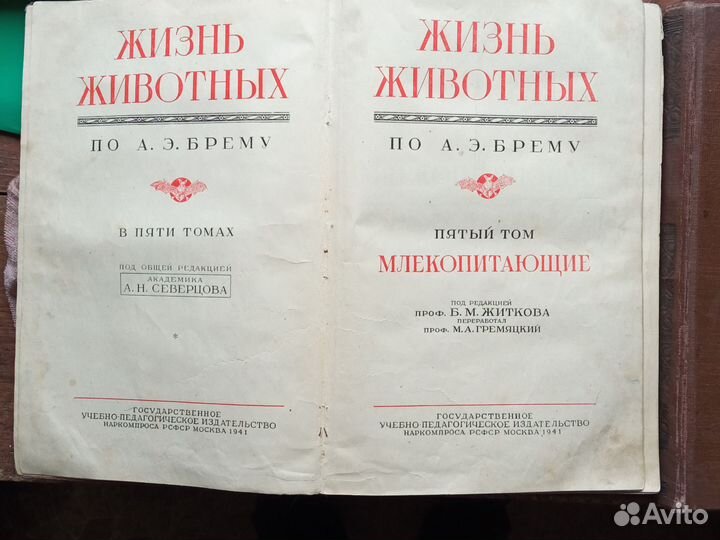 ЖИЗНЬ
ЖИВОТНЫХ
ПО А. Э. БРЕМУ
В ПЯТИ ТОМАХ
ПОД ОБЩЕЙ РЕДАКЦИЕЙ
АКАДЕМИКА
А. Н. СЕВЕРЦОВА
*
ГОСУДАРСТВЕННОЕ
УЧЕБНО-ПЕДАГОГИЧЕСКОЕ ИЗДАТЕЛЬСТВО
НАРКОМПРОСА РСФСР МОСКВА 1941
ЖИЗНЬ
ЖИВОТНЫХ
ПО А. Э. БРЕМУ
ПЯТЫЙ ТОМ
МЛЕКОПИТАЮЩИЕ
ПОД РЕДАКЦИЕЙ
ПРОФ. Б. М. ЖИТКОВА
ПЕРЕРАБОТАЛ
ПРОФ. М. А. ГРЕМЯЦКИЙ
ГОСУДАРСТВЕННОЕ
УЧЕБНО-ПЕДАГОГИЧЕСКОЕ ИЗДАТЕЛЬСТВО
НАРКОМПРОСА РСФСР МОСКВА 1941
Avito